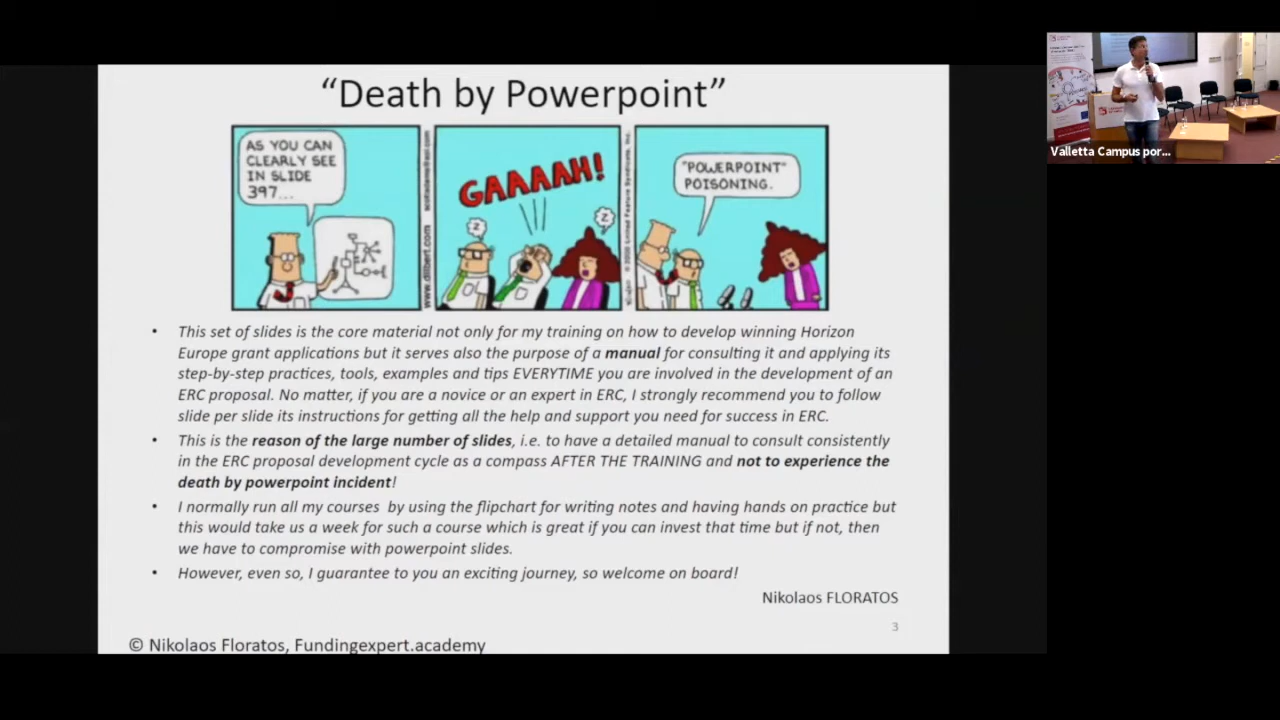 “Death by Powerpoint”
AS YOU CAN
CLEARLY SEE
IN SLIDE
397...
www.dilbert.com
GAAAAH!
Z
Z
"POWERPOINT"
POISONING.
• This set of slides is the core material not only for my training on how to develop winning Horizon
Europe grant applications but it serves also the purpose of a manual for consulting it and applying its
step-by-step practices, tools, examples and tips EVERYTIME you are involved in the development of an
ERC proposal. No matter, if you are a novice or an expert in ERC, I strongly recommend you to follow
slide per slide its instructions for getting all the help and support you need for success in ERC.
• This is the reason of the large number of slides, i.e. to have a detailed manual to consult consistently
in the ERC proposal development cycle as a compass AFTER THE TRAINING and not to experience the
death by powerpoint incident!
• I normally run all my courses by using the flipchart for writing notes and having hands on practice but
this would take us a week for such a course which is great if you can invest that time but if not, then
we have to compromise with powerpoint slides.
• However, even so, I guarantee to you an exciting journey, so welcome on board!
Nikolaos FLORATOS
3
© Nikolaos Floratos, Fundingexpert.academy
Valletta Campus por...